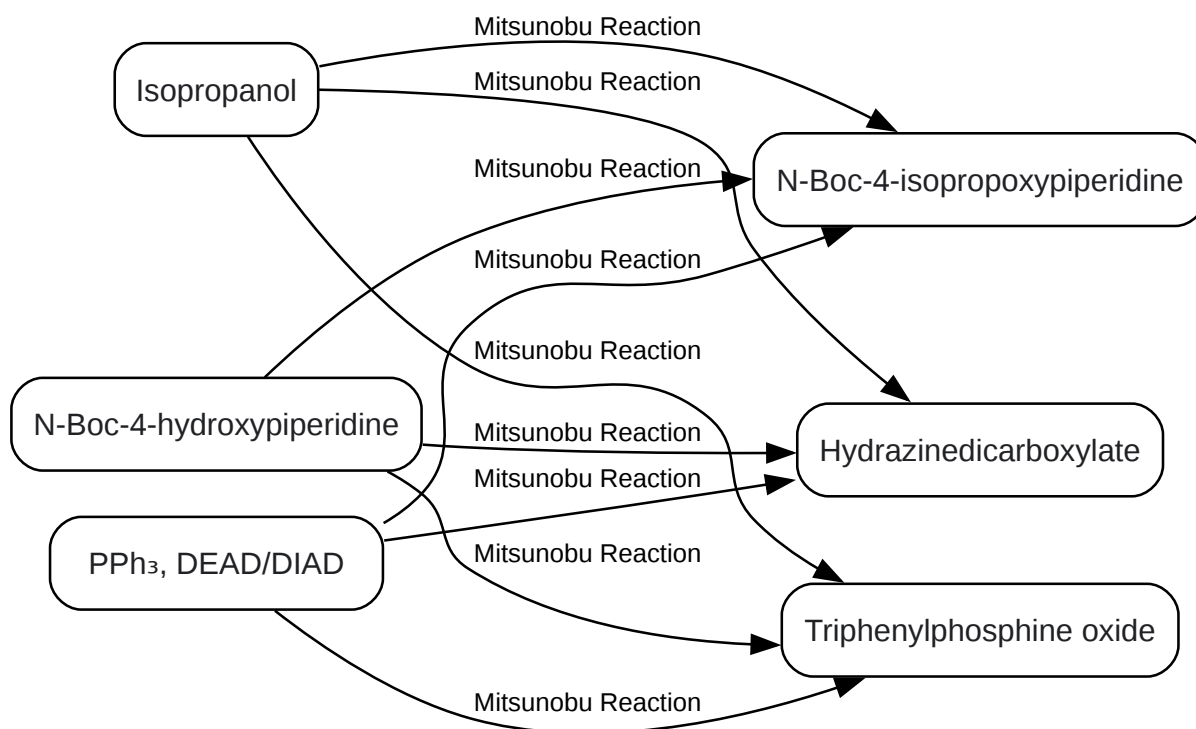 Mitsunobu Reaction
Isopropanol
Mitsunobu Reaction
Mitsunobu Reaction
N-Boc-4-isopropoxypiperidine
Mitsunobu Reaction
Mitsunobu Reaction
N-Boc-4-hydroxypiperidine
Mitsunobu Reaction
Hydrazinedicarboxylate
Mitsunobu Reaction
PPh₃, DEAD/DIAD
Mitsunobu Reaction
Triphenylphosphine oxide
Mitsunobu Reaction